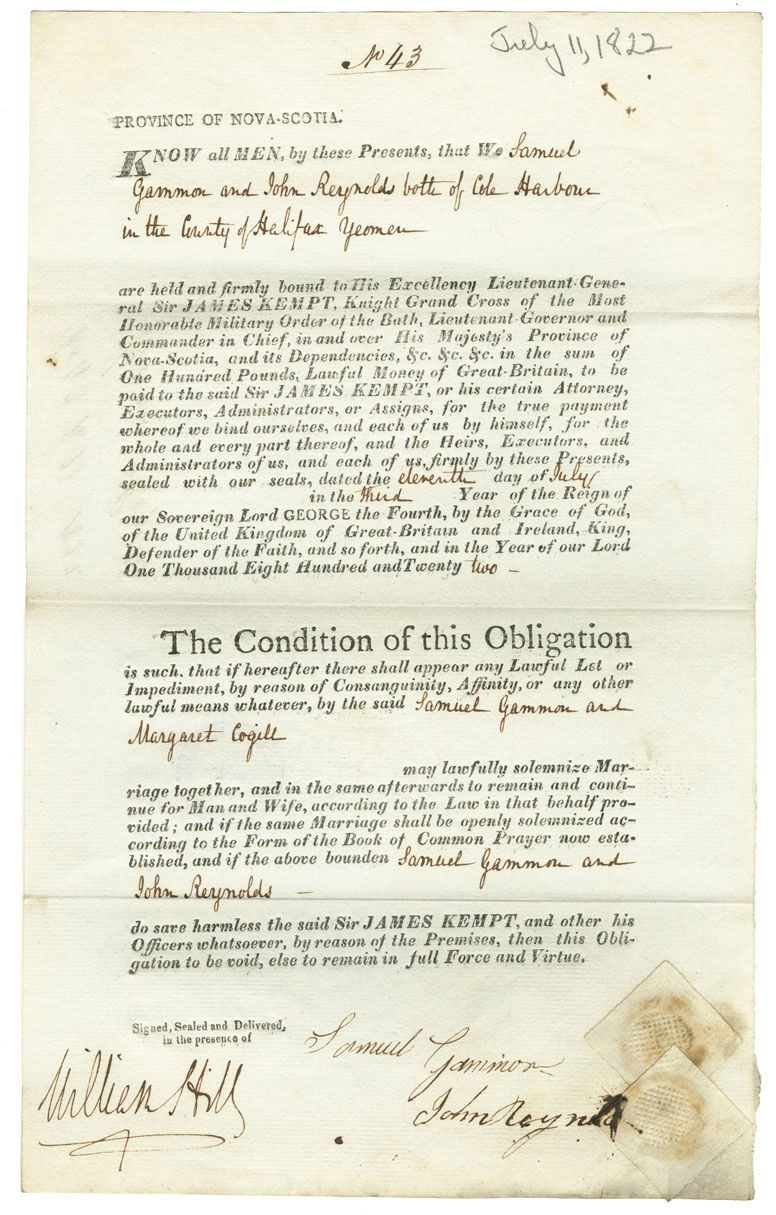 July 11, 1822
No 43
PROVINCE OF NOVA-SCOTIA.
KNOW all MEN, by these Presents, that We Samuel
Gammon and John Reynolds both of Cole Harbour
in the County of Halifax Yeomen
are held and firmly bound to His Excellency Lieutenant-Gene-
ral Sir JAMES KEMPT, Knight Grand Cross of the Most
Honorable Military Order of the Bath, Lieutenant-Governor and
Commander in Chief, in and over His Majesty's Province of
Nova-Scotia, and its Dependencies, &c. &c. &c. in the sum of
One Hundred Pounds, Lawful Money of Great-Britain, to be
paid to the said Sir JAMES KEMPT, or his certain Attorney,
Executors, Administrators, or Assigns, for the true payment
whereof we bind ourselves, and each of us by himself, for the
whole and every part thereof, and the Heirs, Executors, and
Administrators of us, and each of us, firmly by these Presents,
sealed with our seals, dated the eleventh day of July
in the third Year of the Reign of
our Sovereign Lord GEORGE the Fourth, by the Grace of God,
of the United Kingdom of Great-Britain and Ireland, King,
Defender of the Faith, and so forth, and in the Year of our Lord
One Thousand Eight Hundred and Twenty two –
The Condition of this Obligation
is such, that if hereafter there shall appear any Lawful Let or
Impediment, by reason of Consanguinity, Affinity, or any other
lawful means whatever, by the said Samuel Gammon and
Margaret Cogill
may lawfully solemnize Mar-
riage together, and in the same afterwards to remain and conti-
nue for Man and Wife, according to the Law in that behalf pro-
vided; and if the same Marriage shall be openly solemnized ac-
cording to the Form of the Book of Common Prayer now esta-
blished, and if the above bounden Samuel Gammon and
John Reynolds –
do save harmless the said Sir JAMES KEMPT, and other his
Officers whatsoever, by reason of the Premises, then this Obli-
gation to be void, else to remain in full Force and Virtue.
Signed, Sealed and Delivered,
in the presence of
William Hill
Samuel Gammon
John Reynolds